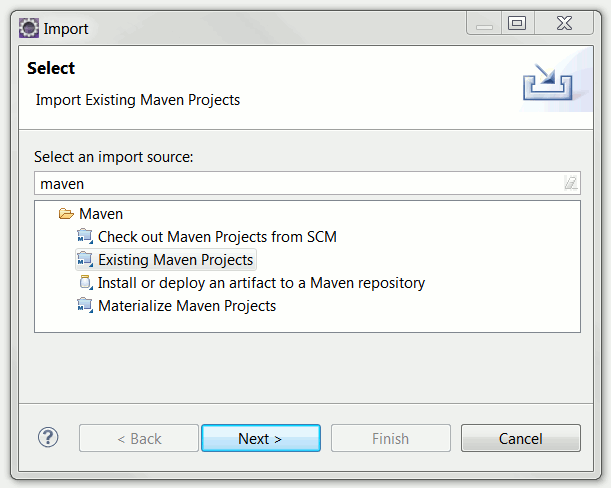 Import
Select
Import Existing Maven Projects
Select an import source:
maven
Maven
Check out Maven Projects from SCM
Existing Maven Projects
Install or deploy an artifact to a Maven repository
Materialize Maven Projects
? < Back Next > Finish Cancel